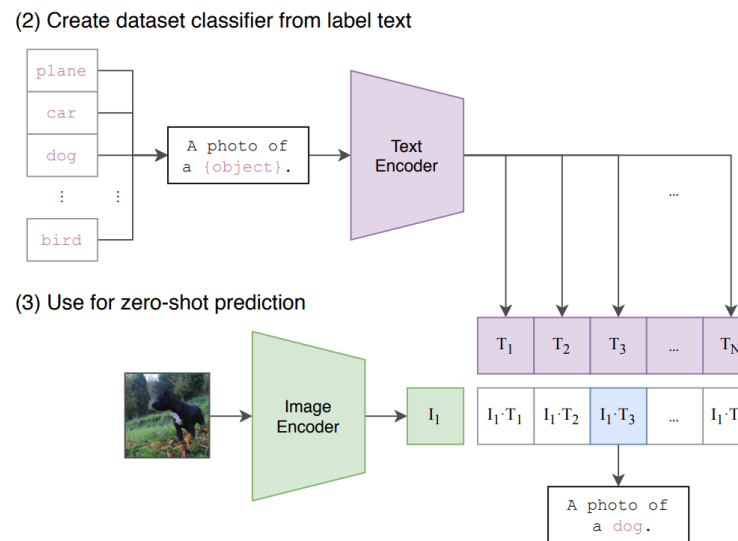 (2) Create dataset classifier from label text
plane
car
dog
⋮
⋮
bird
A photo of
a {object}.
Text
Encoder
...
(3) Use for zero-shot prediction
Image
Encoder
I₁
T₁ T₂ T₃ ... T_N
I₁·T₁ I₁·T₂ I₁·T₃ ...
A photo of
a dog.